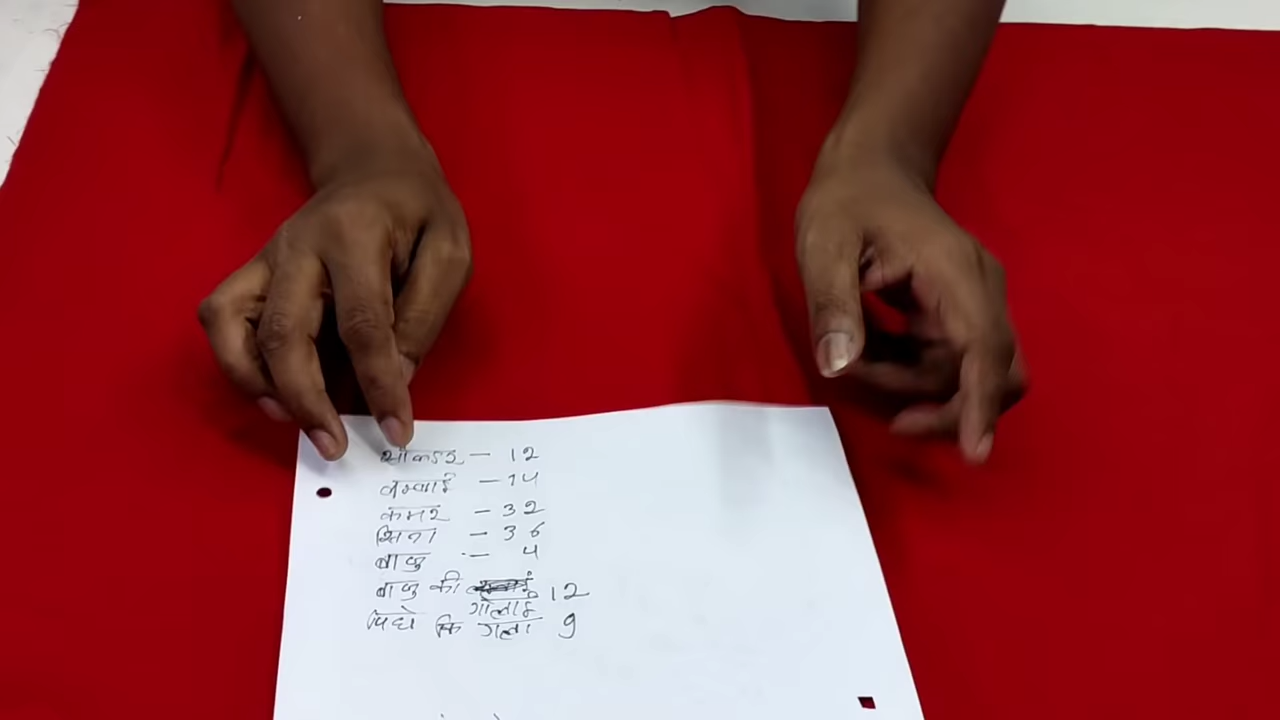 सोल्डर - 12
लम्बाई - 14
कमर - 32
सिना - 36
बाजु - 4
बाजु की गोलाई 12
पिछे कि गला 9